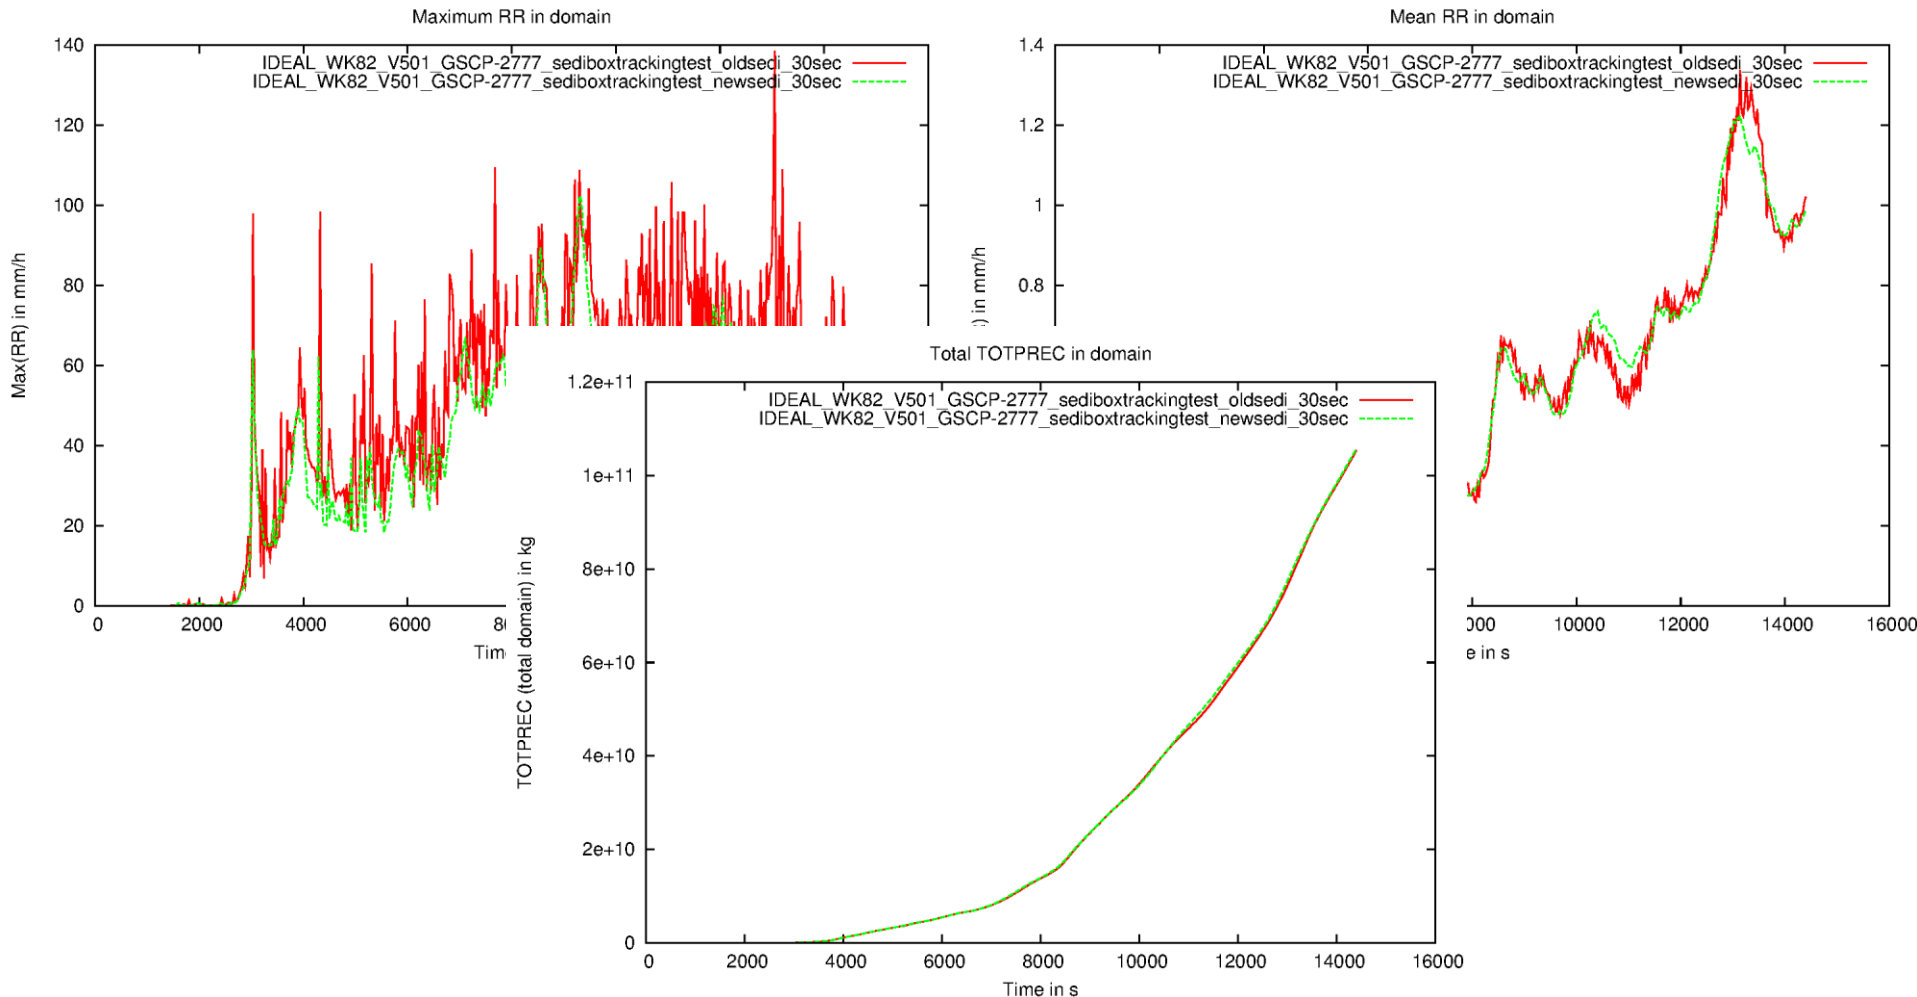 Maximum RR in domain
140
120
100
80
60
40
20
0
Max(RR) in mm/h
IDEAL_WK82_V501_GSCP-2777_sediboxtrackingtest_oldsedi_30sec
IDEAL_WK82_V501_GSCP-2777_sediboxtrackingtest_newsedi_30sec
0 2000 4000 6000
Mean RR in domain
1.4
1.2
1
0.8
in mm/h
IDEAL_WK82_V501_GSCP-2777_sediboxtrackingtest_oldsedi_30sec
IDEAL_WK82_V501_GSCP-2777_sediboxtrackingtest_newsedi_30sec
10000 12000 14000 16000
in s
Total TOTPREC in domain
1.2e+11
1e+11
8e+10
6e+10
4e+10
2e+10
0
TOTPREC (total domain) in kg
IDEAL_WK82_V501_GSCP-2777_sediboxtrackingtest_oldsedi_30sec
IDEAL_WK82_V501_GSCP-2777_sediboxtrackingtest_newsedi_30sec
0 2000 4000 6000 8000 10000 12000 14000 16000
Time in s